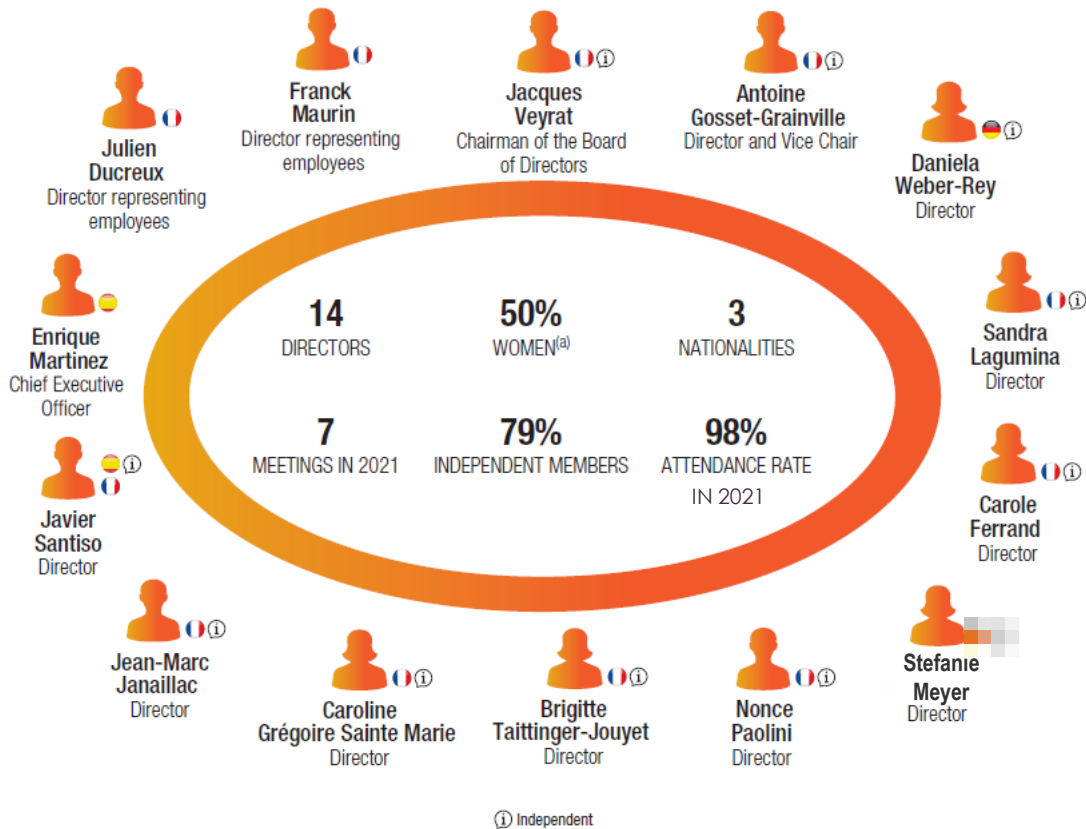 Franck
Maurin
Director representing
employees
Jacques
Veyrat
Chairman of the Board
of Directors
Antoine
Gosset-Grainville
Director and Vice Chair
Julien
Ducreux
Director representing
employees
Daniela
Weber-Rey
Director
Enrique
Martinez
Chief Executive
Officer
14
DIRECTORS
50%
WOMEN(a)
3
NATIONALITIES
Sandra
Lagumina
Director
7
MEETINGS IN 2021
79%
INDEPENDENT MEMBERS
98%
ATTENDANCE RATE
IN 2021
Javier
Santiso
Director
Carole
Ferrand
Director
Jean-Marc
Janaillac
Director
Caroline
Grégoire Sainte Marie
Director
Brigitte
Taittinger-Jouyet
Director
Nonce
Paolini
Director
Stefanie
Meyer
Director
i Independent